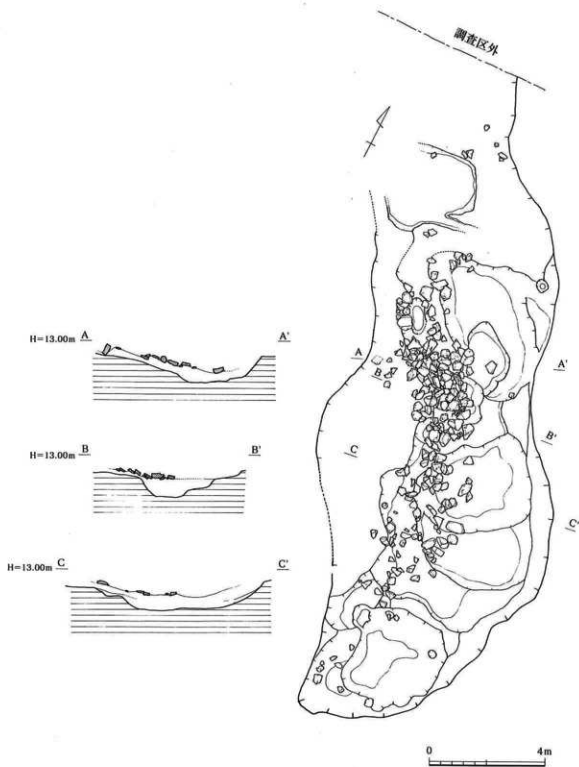 調査区外
A A'
H=13.00m
B B'
H=13.00m
C C'
H=13.00m
A A'
B B'
C C'
0 4m